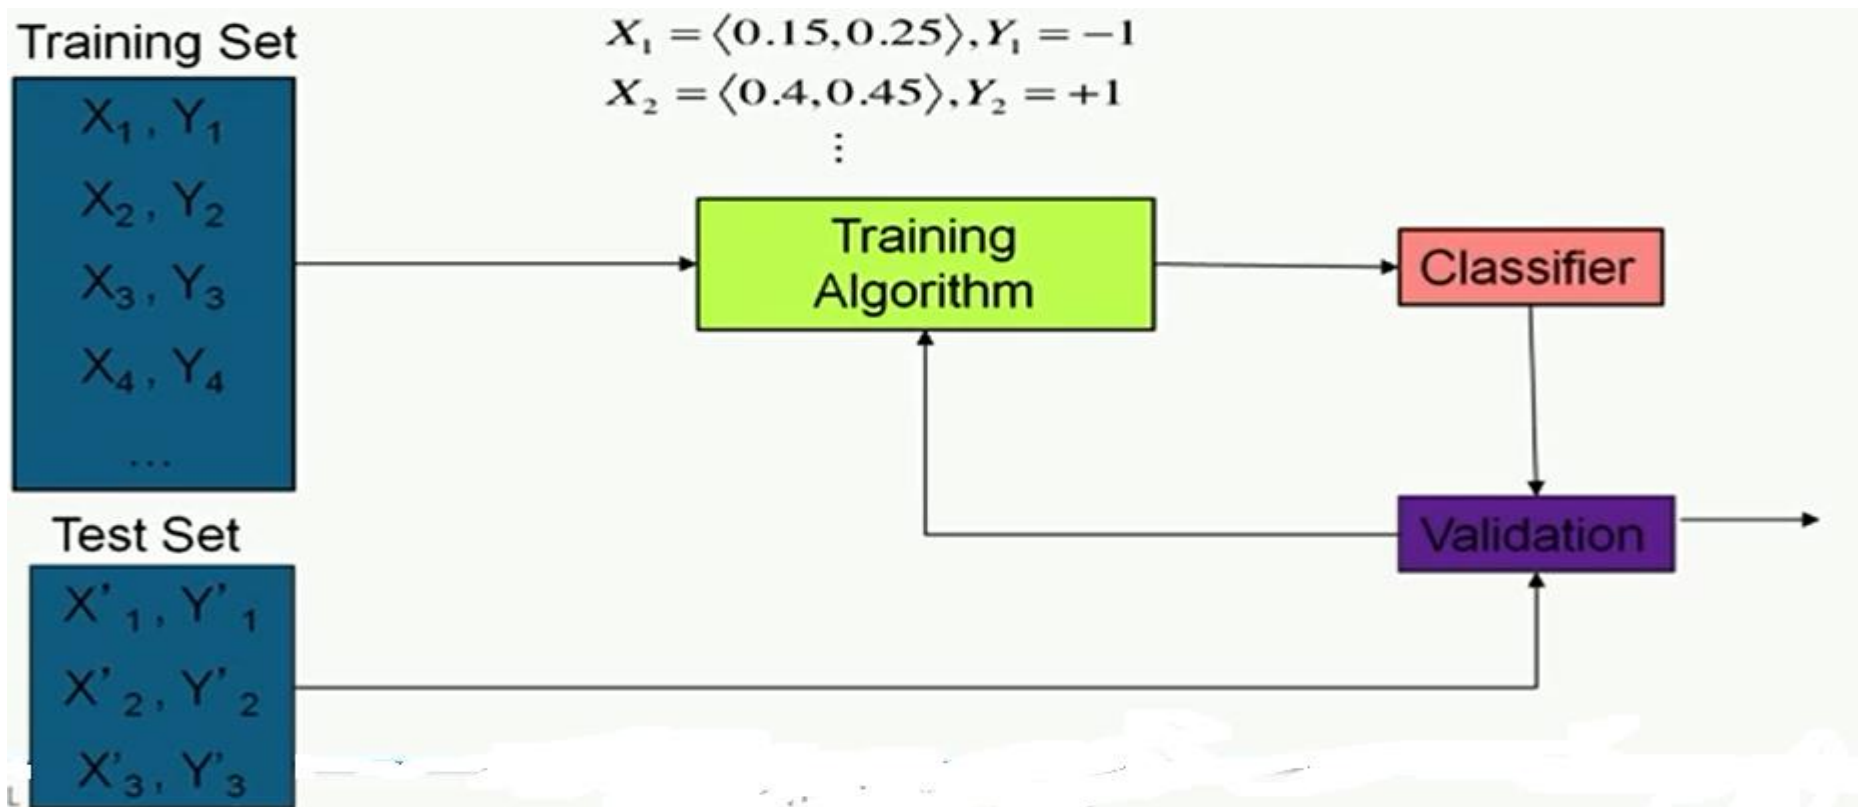 Training Set
X₁, Y₁
X₂, Y₂
X₃, Y₃
X₄, Y₄
...
X₁ = ⟨0.15,0.25⟩, Y₁ = −1
X₂ = ⟨0.4,0.45⟩, Y₂ = +1
⋮
Training
Algorithm
Classifier
Validation
Test Set
X'₁, Y'₁
X'₂, Y'₂
X'₃, Y'₃